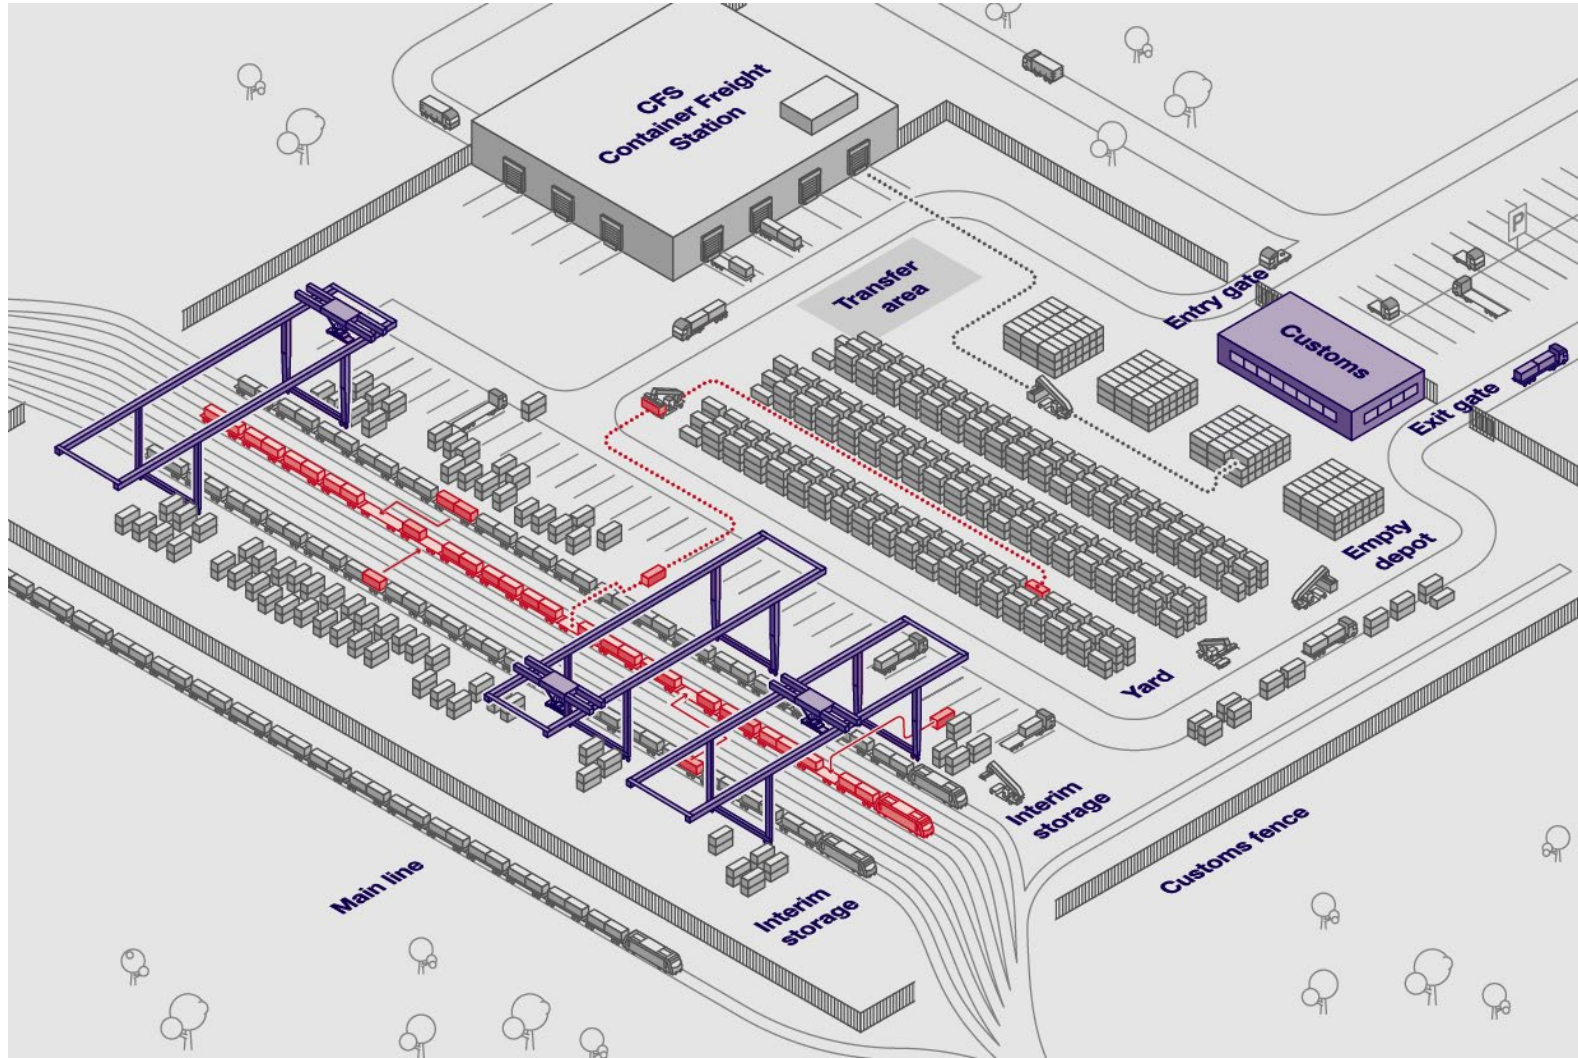 CFS
Container Freight
Station
Transfer
area
Entry gate
Customs
P
Exit gate
Empty
depot
Yard
Interim
storage
Customs fence
Main line
Interim
storage